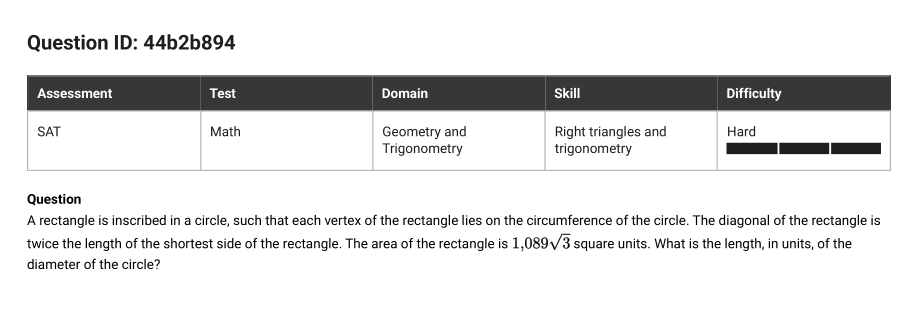 Question ID: 44b2b894
Assessment Test Domain Skill Difficulty
SAT Math Geometry and Trigonometry Right triangles and trigonometry Hard
Question
A rectangle is inscribed in a circle, such that each vertex of the rectangle lies on the circumference of the circle. The diagonal of the rectangle is
twice the length of the shortest side of the rectangle. The area of the rectangle is 1,089√3 square units. What is the length, in units, of the
diameter of the circle?